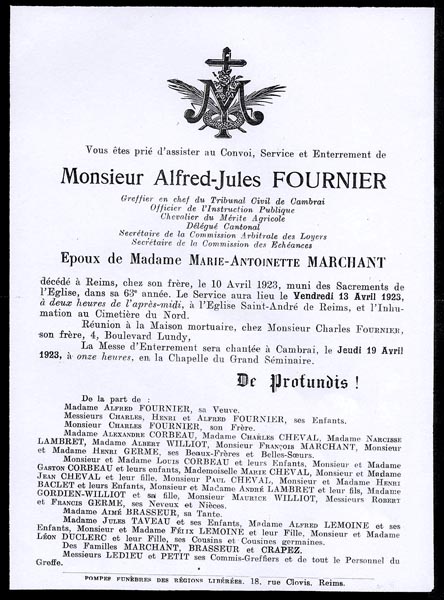 Vous êtes prié d'assister au Convoi, Service et Enterrement de
Monsieur Alfred-Jules FOURNIER
Greffier en chef du Tribunal Civil de Cambrai
Officier de l'Instruction Publique
Chevalier du Mérite Agricole
Délégué Cantonal
Secrétaire de la Commission Arbitrale des Loyers
Secrétaire de la Commission des Echéances
Epoux de Madame MARIE-ANTOINETTE MARCHANT
décédé à Reims, chez son frère, le 10 Avril 1923, muni des Sacrements de
l'Eglise, dans sa 63e année. Le Service aura lieu le Vendredi 13 Avril 1923,
à deux heures de l'après-midi, à l'Eglise Saint-André de Reims, et l'Inhu-
mation au Cimetière du Nord.
Réunion à la Maison mortuaire, chez Monsieur Charles FOURNIER,
son frère, 4, Boulevard Lundy,
La Messe d'Enterrement sera chantée à Cambrai, le Jeudi 19 Avril
1923, à onze heures, en la Chapelle du Grand Séminaire.
De Profundis !
De la part de :
Madame ALFRED FOURNIER, sa Veuve.
Messieurs CHARLES, HENRI et ALFRED FOURNIER, ses Enfants.
Monsieur CHARLES FOURNIER, son Frère.
Madame ALEXANDRE CORBEAU, Madame CHARLES CHEVAL, Madame NARCISSE
LAMBRET, Madame ALBERT WILLIOT, Monsieur FRANÇOIS MARCHANT, Monsieur
et Madame HENRI GERME, ses Beaux-Frères et Belles-Sœurs.
Monsieur et Madame LOUIS CORBEAU et leurs Enfants, Monsieur et Madame
GASTON CORBEAU et leurs enfants, Mademoiselle MARIE CHEVAL, Monsieur et Madame
JEAN CHEVAL et leur fille, Monsieur PAUL CHEVAL, Monsieur et Madame HENRI
BACLET et leurs Enfants, Monsieur et Madame ANDRÉ LAMBRET et leur fils, Madame
GORDIEN-WILLIOT et sa fille, Monsieur MAURICE WILLIOT, Messieurs ROBERT
et FRANCIS GERME, ses Neveux et Nièces.
Madame AIMÉ BRASSEUR, sa Tante.
Madame JULES TAVEAU et ses Enfants, Madame ALFRED LEMOINE et ses
Enfants, Monsieur et Madame FÉLIX LEMOINE et leur Fille, Monsieur et Madame
LÉON DUCLERC et leur Fille, ses Cousins et Cousines germaines.
Des Familles MARCHANT, BRASSEUR et CRAPEZ.
Messieurs LEDIEU et PETIT ses Commis-Greffiers et de tout le Personnel du
Greffe.
POMPES FUNÈBRES DES RÉGIONS LIBÉRÉES. 18, rue Clovis, Reims.